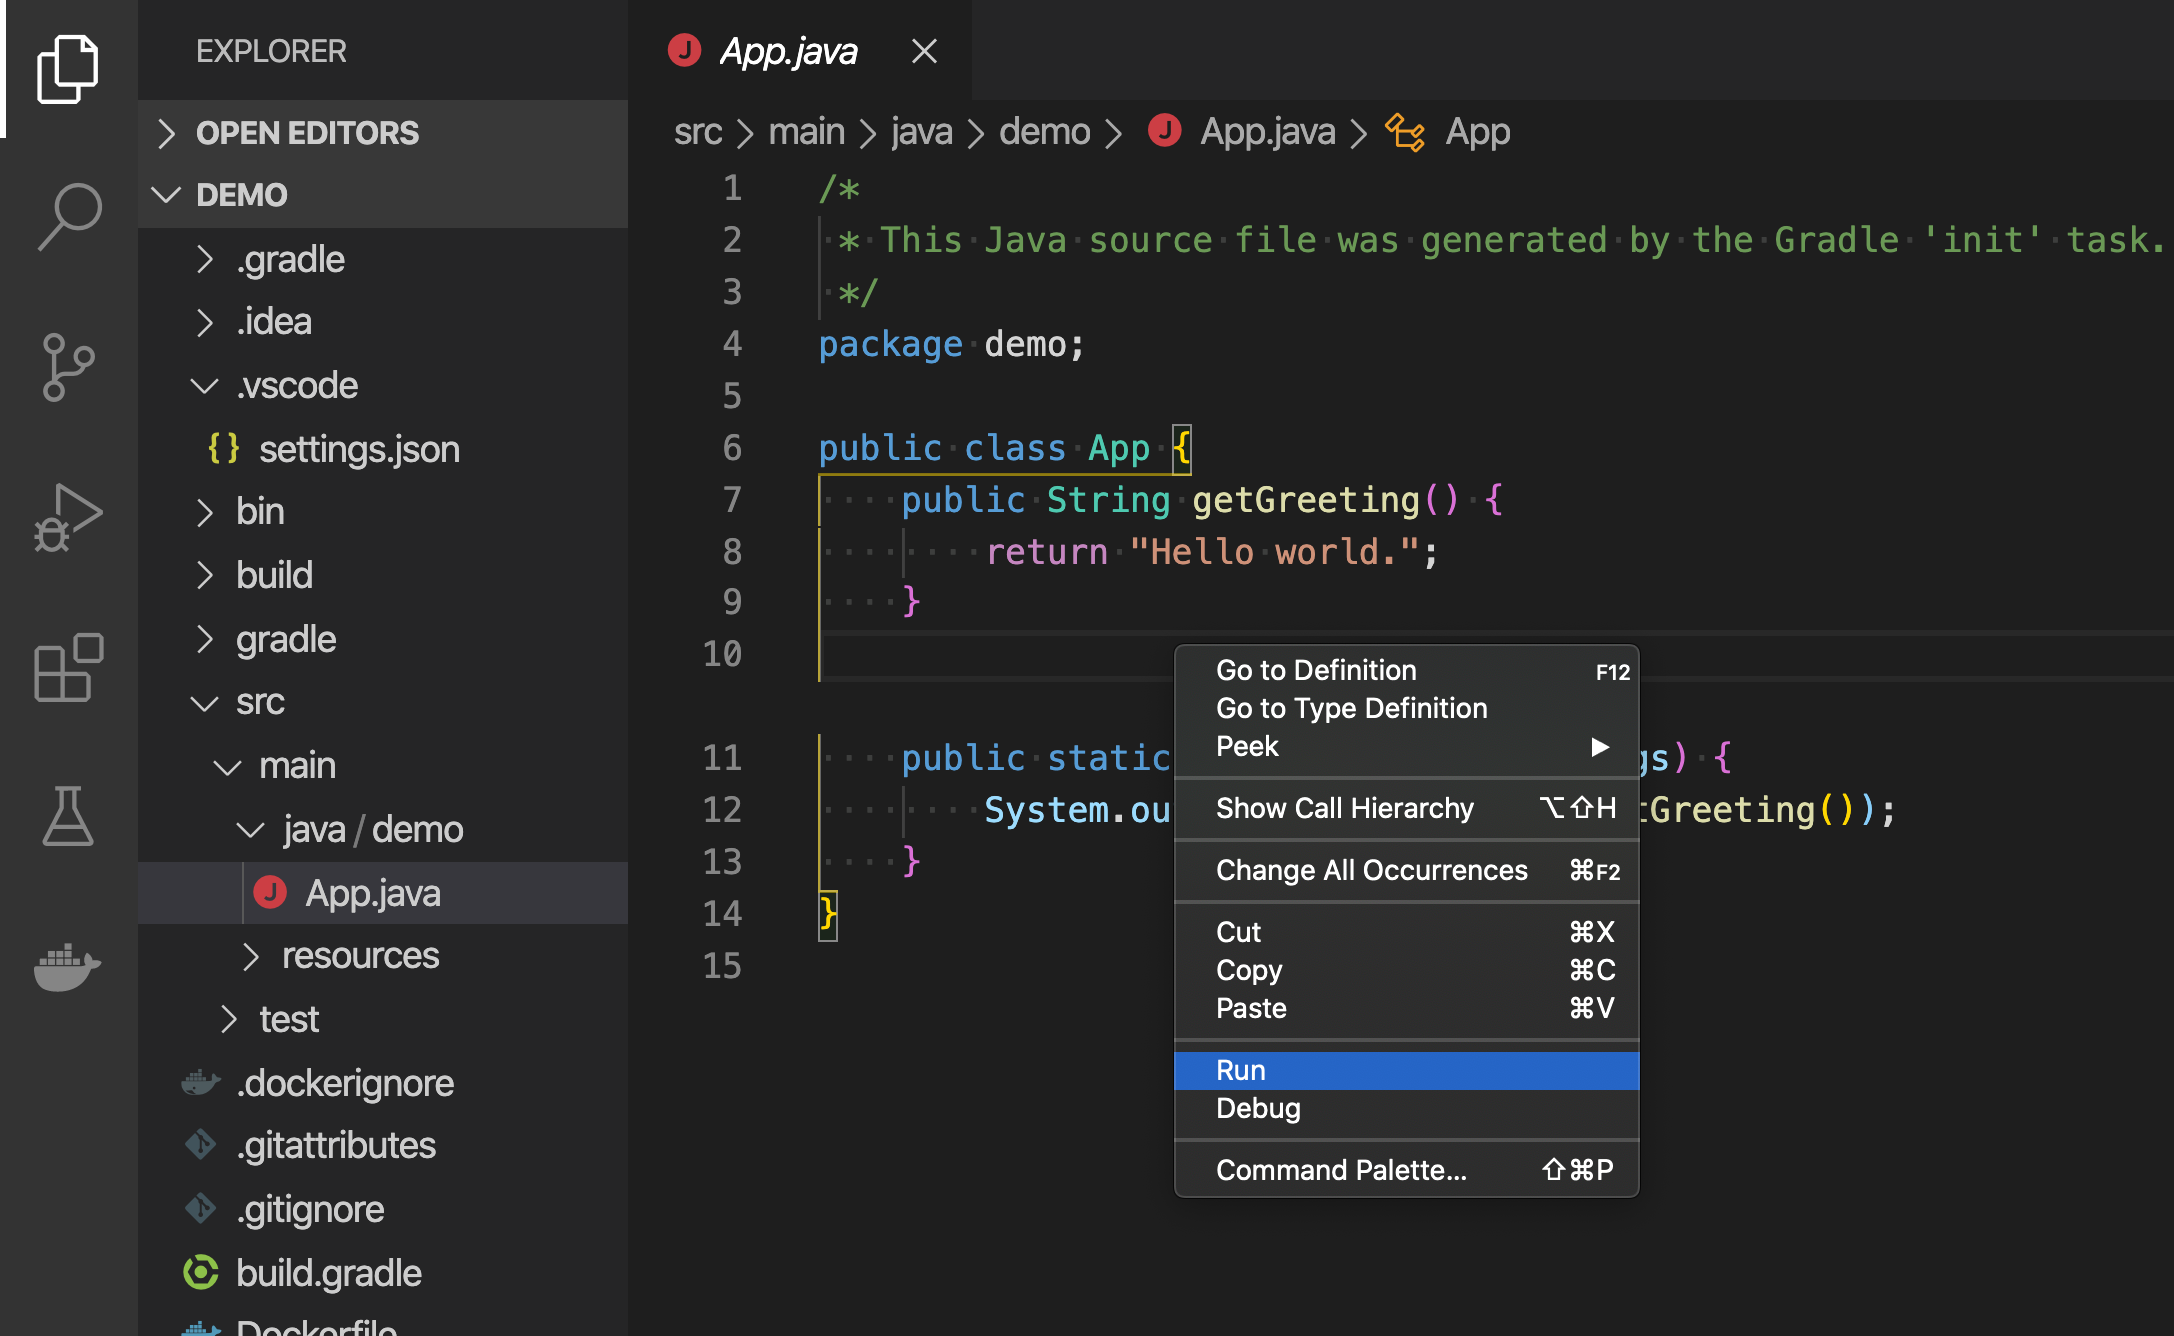 EXPLORER
OPEN EDITORS
DEMO
.gradle
.idea
.vscode
{} settings.json
bin
build
gradle
src
main
java / demo
J App.java
resources
test
.dockerignore
.gitattributes
.gitignore
build.gradle
Dockerfile
J App.java
src > main > java > demo > J App.java > App
1 /*
2  * This Java source file was generated by the Gradle 'init' task.
3  */
4 package demo;
5
6 public class App {
7     public String getGreeting() {
8         return "Hello world.";
9     }
10
11     public static gs) {
12         System.ou tGreeting());
13     }
14 }
15
Go to Definition F12
Go to Type Definition
Peek ▶
Show Call Hierarchy ⌥⇧H
Change All Occurrences ⌘F2
Cut ⌘X
Copy ⌘C
Paste ⌘V
Run
Debug
Command Palette... ⇧⌘P